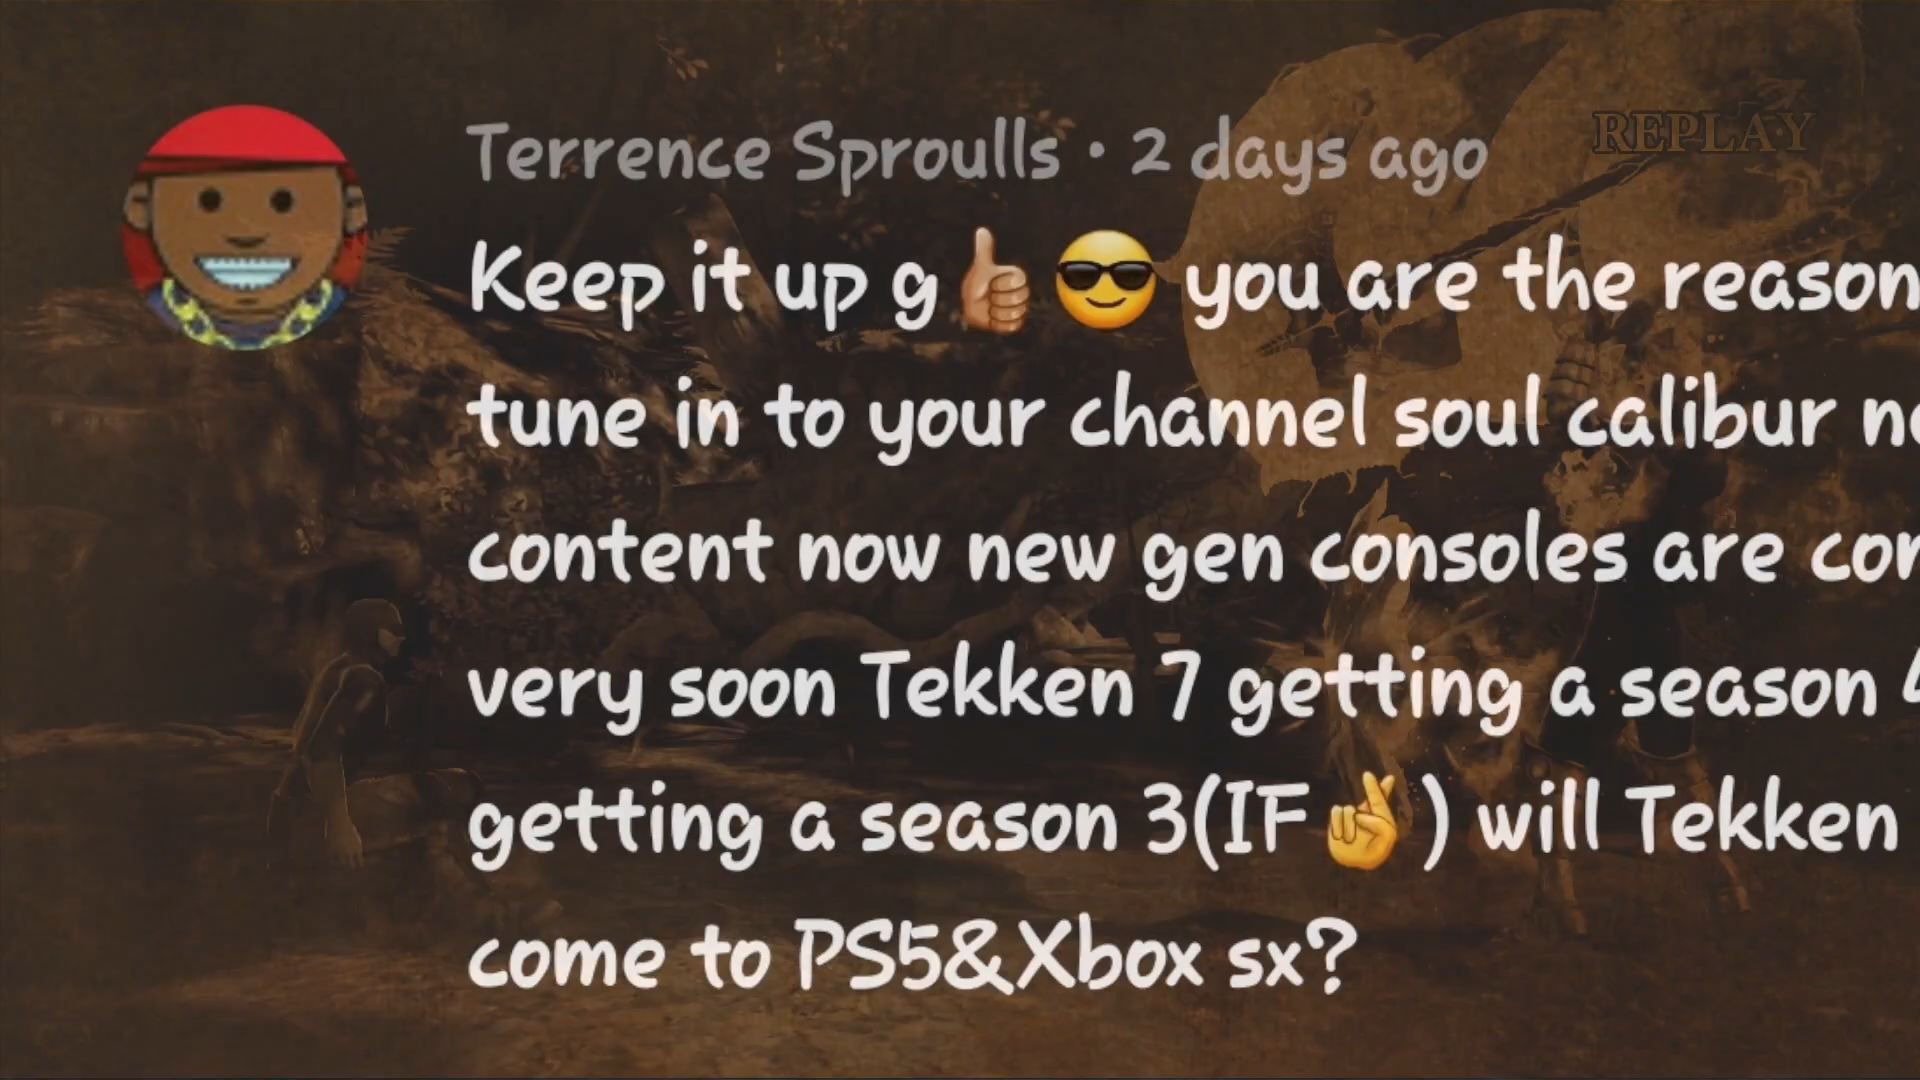 Terrence Sproulls • 2 days ago
REPLAY
Keep it up g👍🏽😎 you are the reason
tune in to your channel soul calibur
content now new gen consoles are
very soon Tekken 7 getting a season
getting a season 3(IF🤞) will Tekken
come to PS5&Xbox sx?